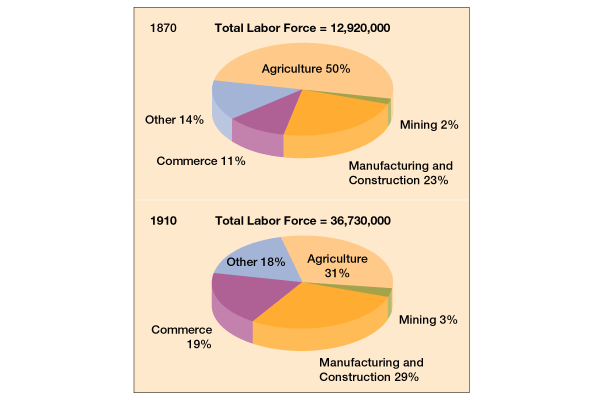 1870 Total Labor Force = 12,920,000
Agriculture 50%
Other 14%
Mining 2%
Commerce 11%
Manufacturing and
Construction 23%
1910 Total Labor Force = 36,730,000
Other 18%
Agriculture
31%
Mining 3%
Commerce
19%
Manufacturing and
Construction 29%